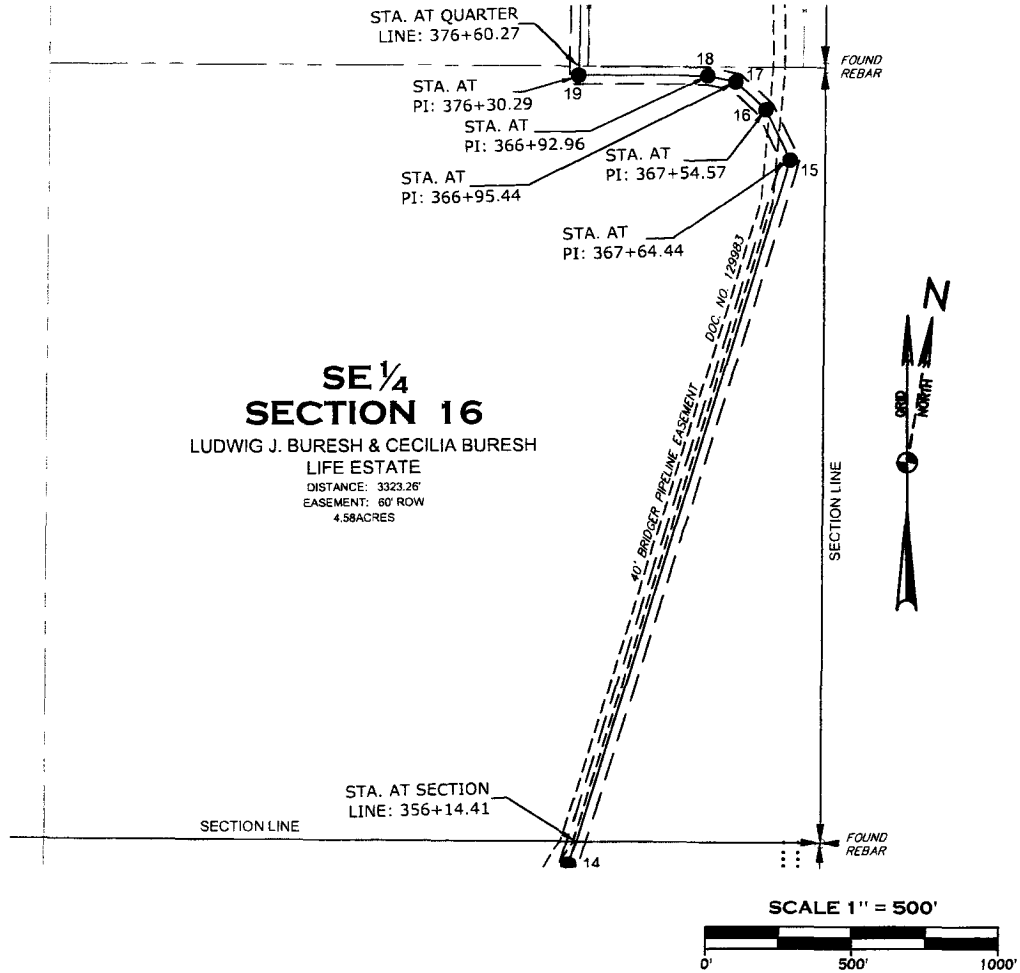 STA. AT QUARTER
LINE: 376+60.27
FOUND
REBAR
18
17
19
STA. AT
PI: 376+30.29
16
STA. AT
PI: 366+92.96
STA. AT
PI: 367+54.57
15
STA. AT
PI: 366+95.44
STA. AT
PI: 367+64.44
DOC. NO. 129983
40' BRIDGER PIPELINE EASEMENT
N
GRID
NORTH
SE 1/4
SECTION 16
LUDWIG J. BURESH & CECILIA BURESH
LIFE ESTATE
DISTANCE: 3323.26'
EASEMENT: 60' ROW
4.58ACRES
SECTION LINE
STA. AT SECTION
LINE: 356+14.41
SECTION LINE
FOUND
REBAR
14
SCALE 1" = 500'
0'
500'
1000'